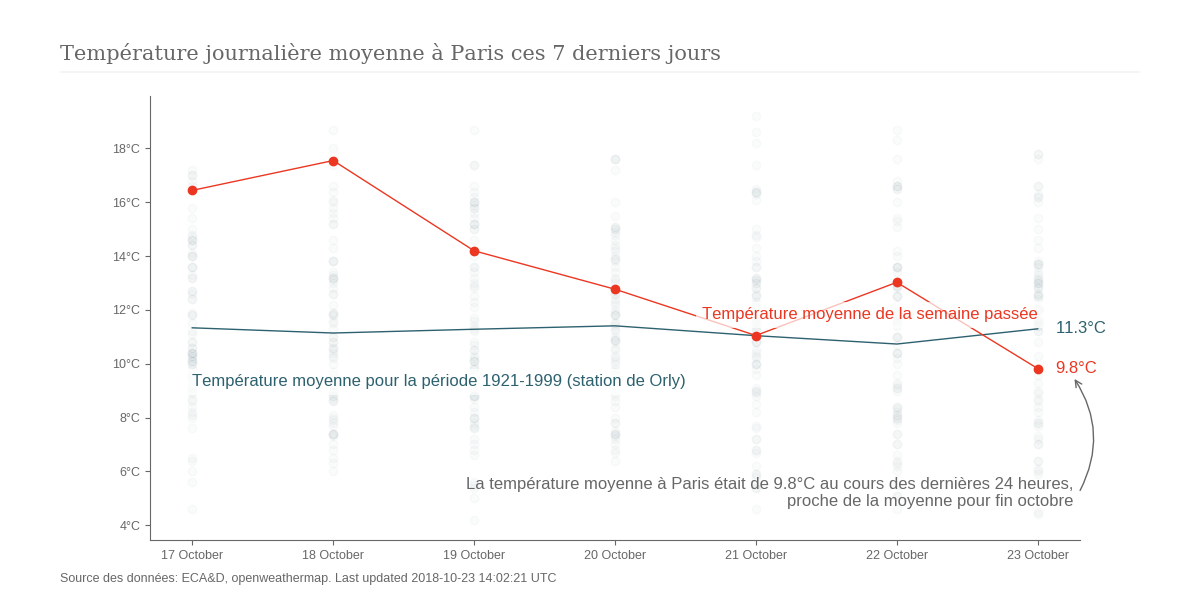 Température journalière moyenne à Paris ces 7 derniers jours
18°C
16°C
14°C
12°C
10°C
8°C
6°C
4°C
Température moyenne de la semaine passée
11.3°C
9.8°C
Température moyenne pour la période 1921-1999 (station de Orly)
La température moyenne à Paris était de 9.8°C au cours des dernières 24 heures,
proche de la moyenne pour fin octobre
17 October
18 October
19 October
20 October
21 October
22 October
23 October
Source des données: ECA&D, openweathermap. Last updated 2018-10-23 14:02:21 UTC